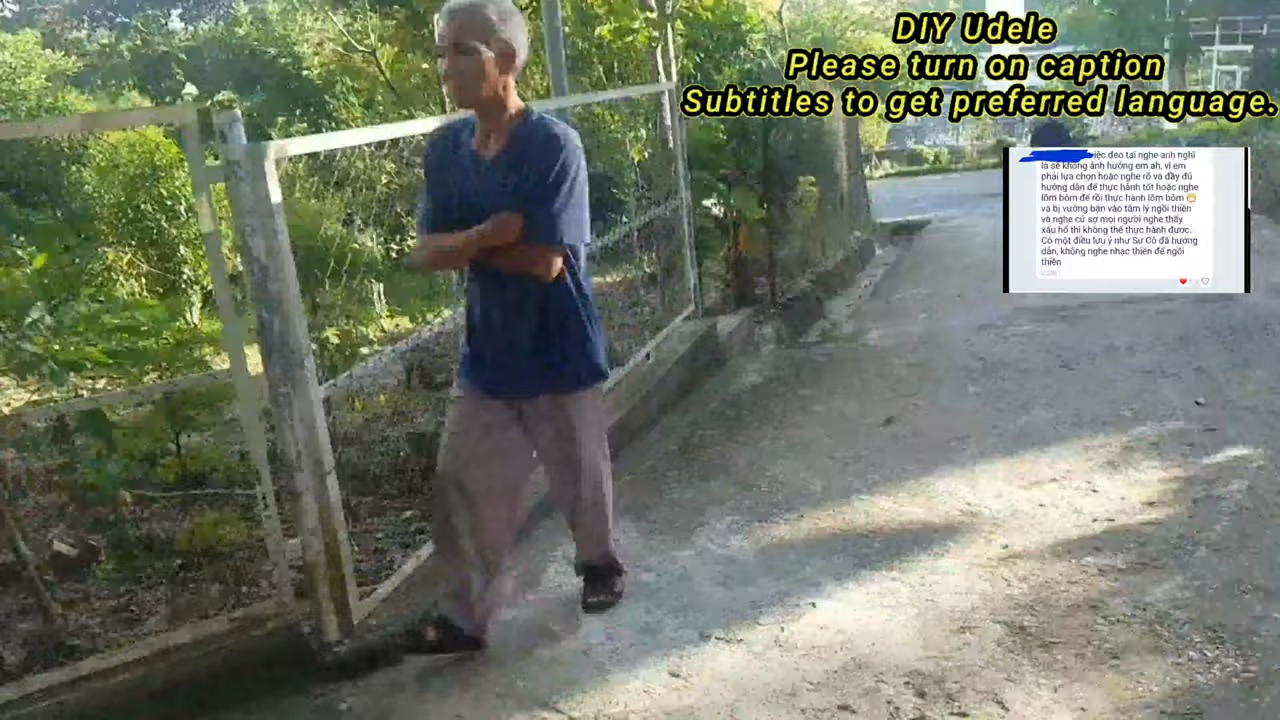 DIY Udele
Please turn on caption
Subtitles to get preferred language.
đeo tai nghe anh nghĩ
là sẽ không ảnh hưởng em ah, vì em
phải lựa chọn hoặc nghe rõ và đầy đủ
hướng dẫn để thực hành tốt hoặc nghe
lõm bõm để rồi thực hành lõm bõm 😁
và bị vướng bận vào tâm lý ngồi thiền
và nghe cứ sợ mọi người nghe thấy
xấu hổ thì không thể thực hành được.
Có một điều lưu ý như Sư Cô đã hướng
dẫn, không nghe nhạc thiền để ngồi
thiền